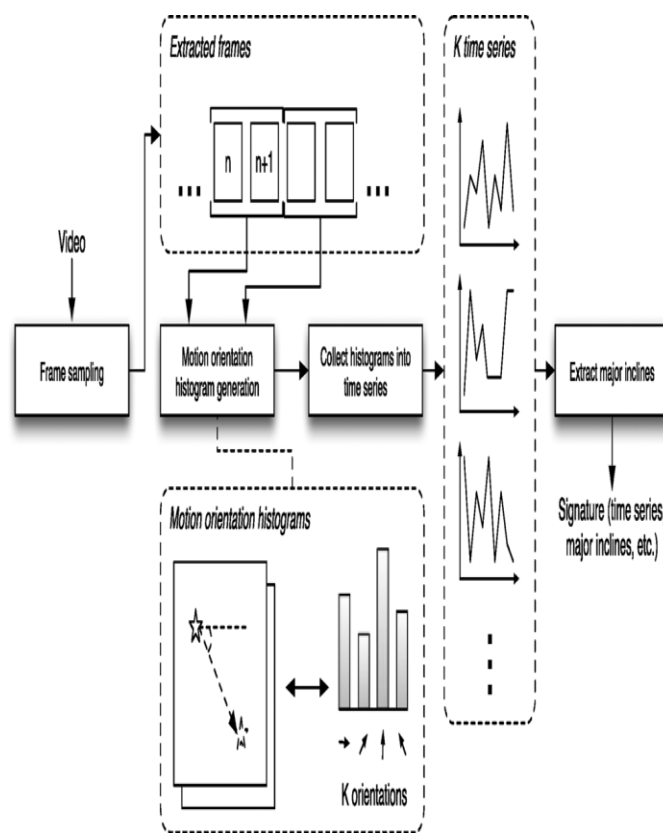 Extracted frames
n
n+1
... ...
K time series
Video
Frame sampling
Motion orientation
histogram generation
Collect histograms into
time series
Extract major inclines
Signature (time series
major inclines, etc.)
Motion orientation histograms
K orientations